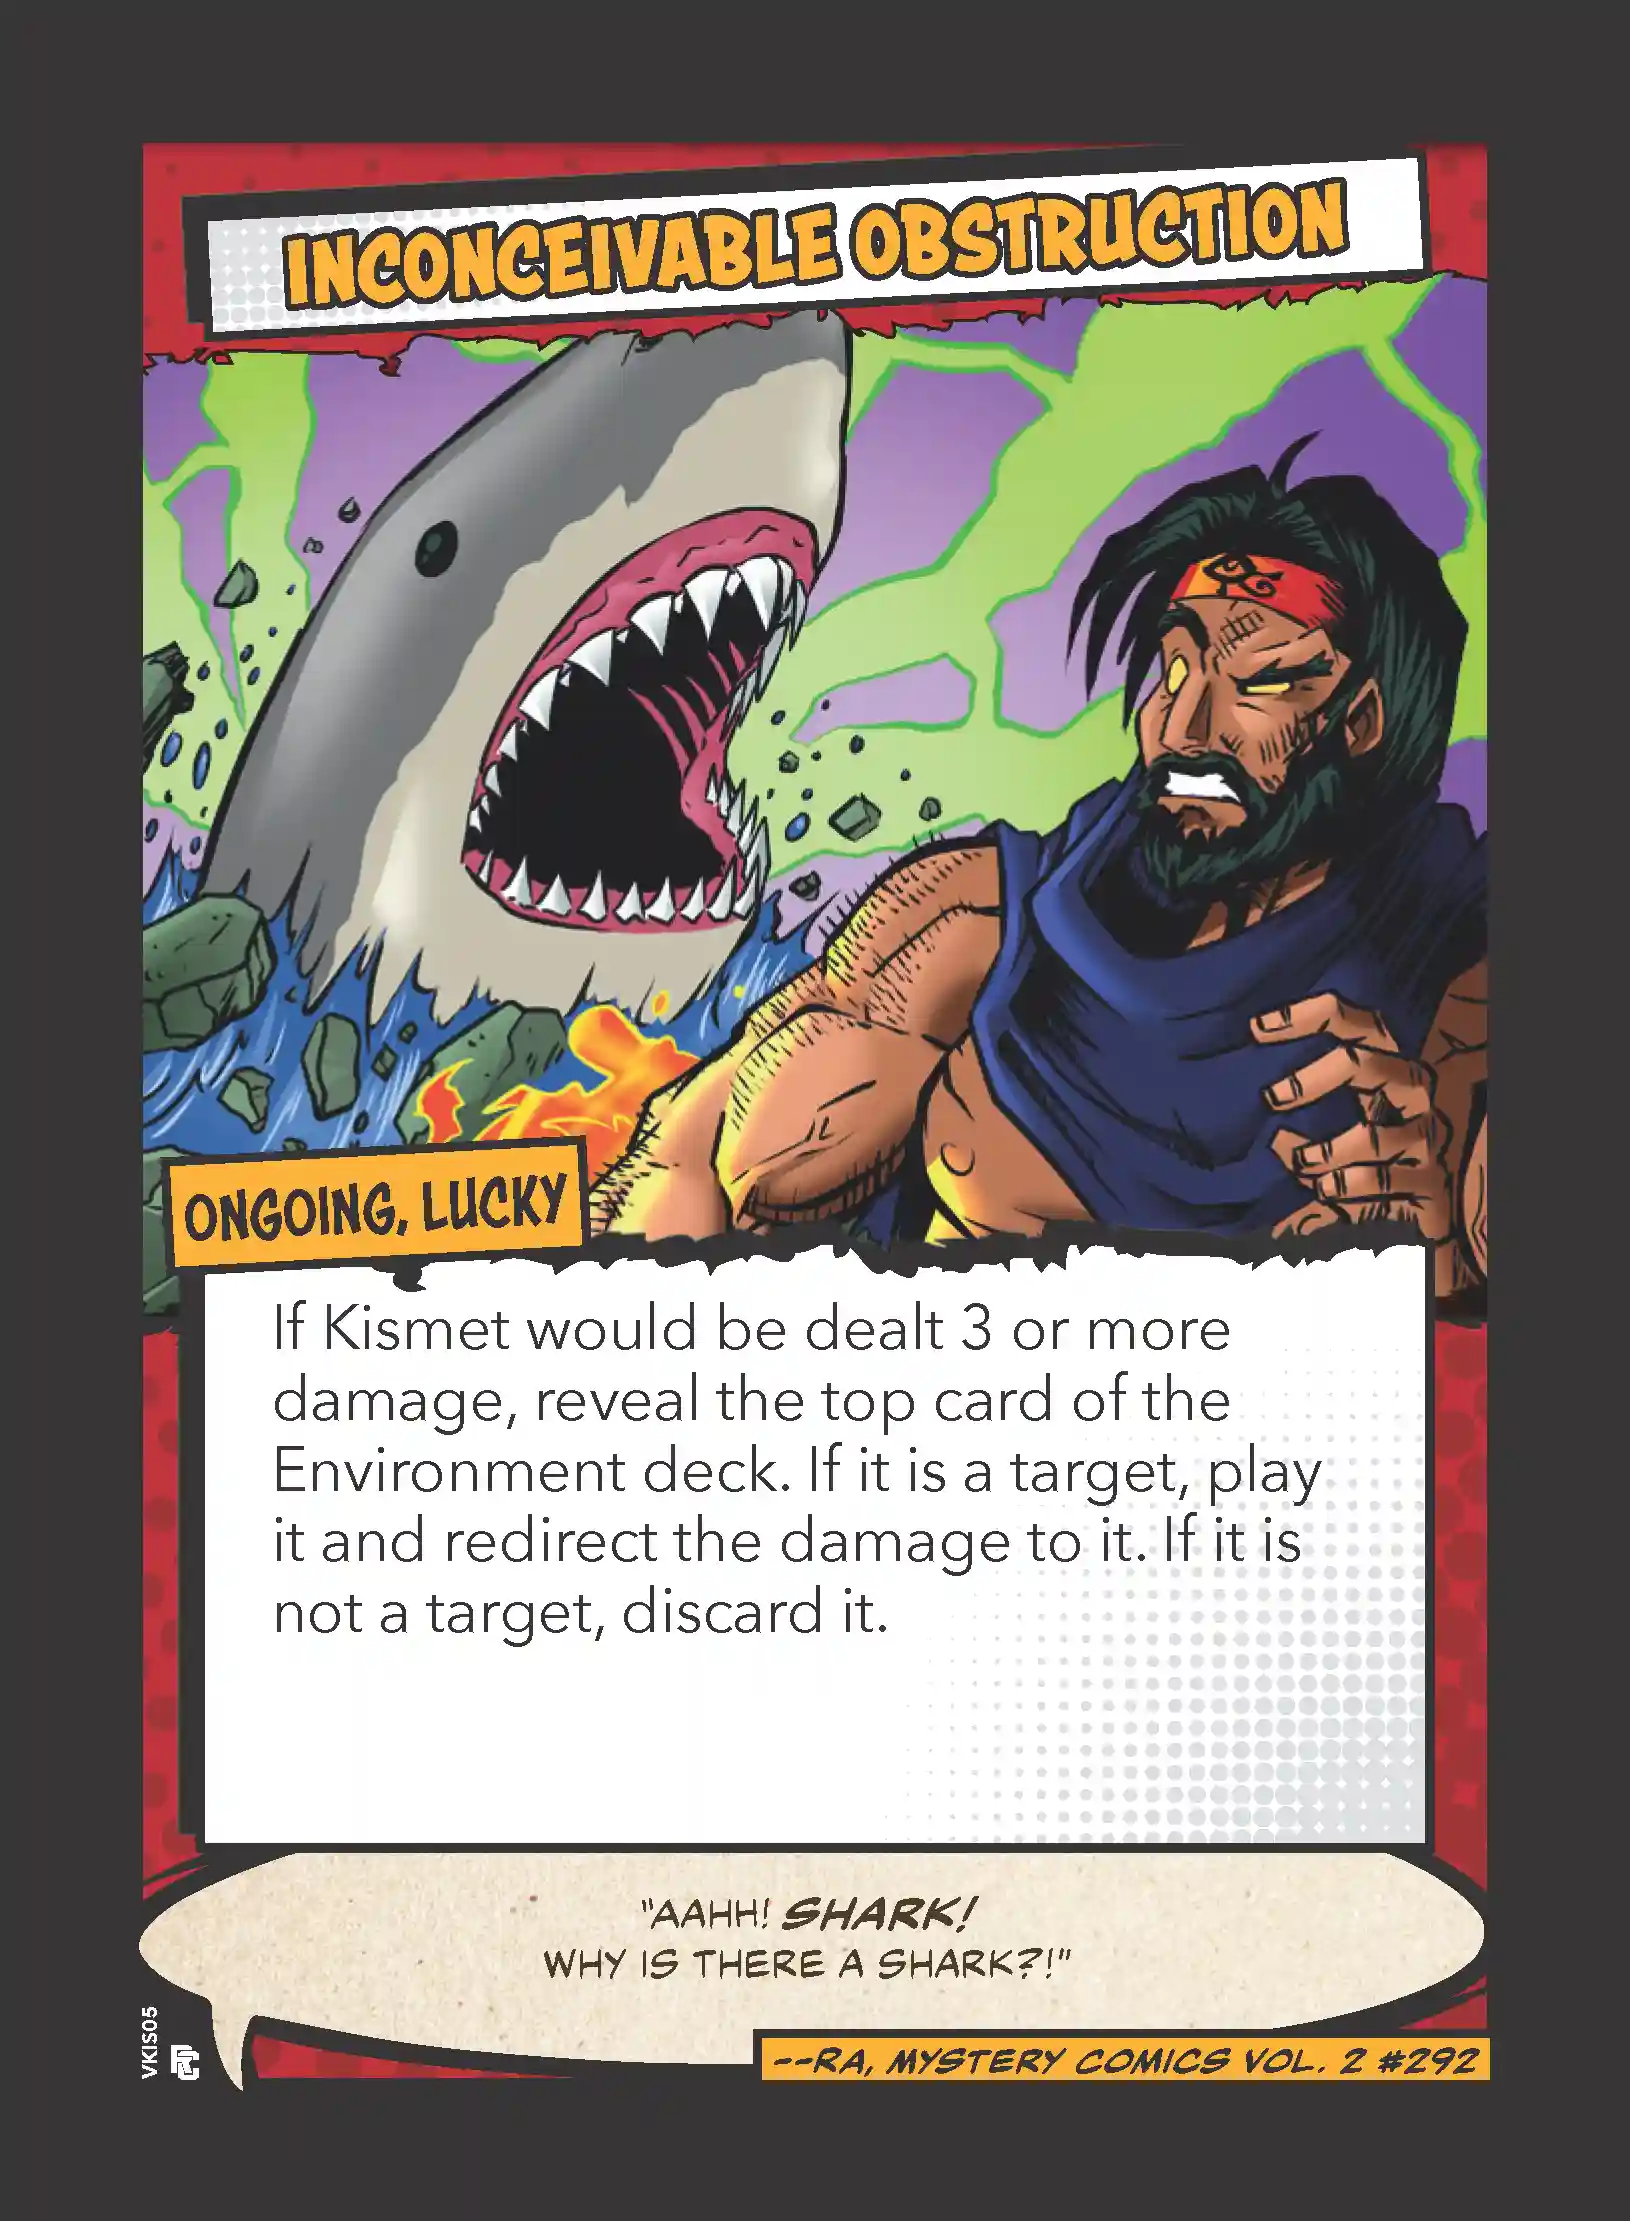 INCONCEIVABLE OBSTRUCTION
ONGOING, LUCKY
If Kismet would be dealt 3 or more
damage, reveal the top card of the
Environment deck. If it is a target, play
it and redirect the damage to it. If it is
not a target, discard it.
"AAHH! SHARK!
WHY IS THERE A SHARK?!"
--RA, MYSTERY COMICS VOL. 2 #292
VKIS05